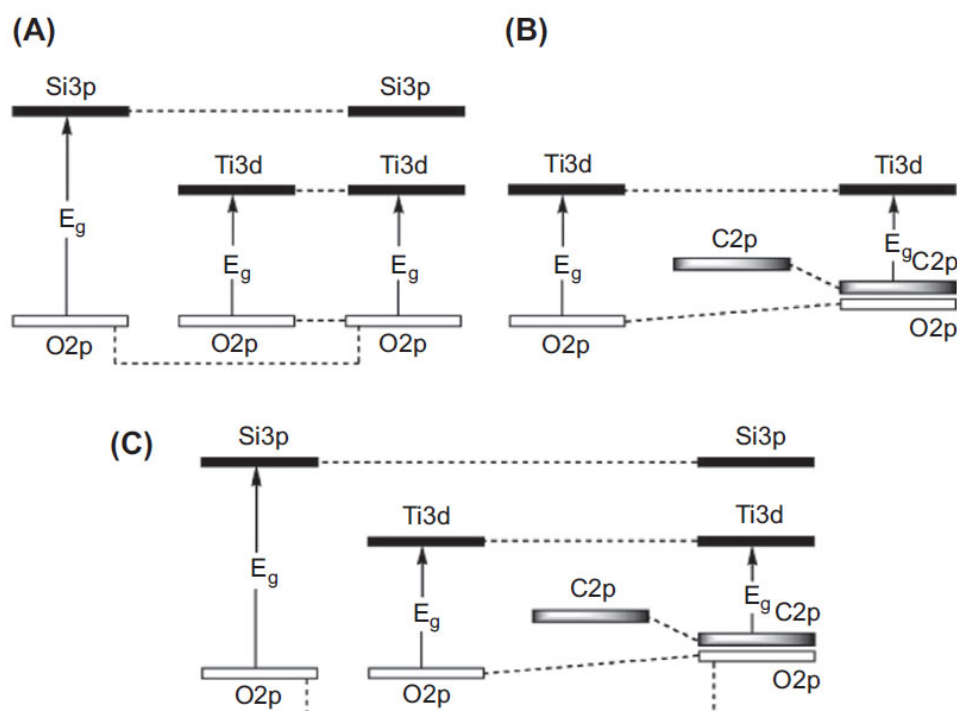 (A)
(B)
Si3p Si3p
Ti3d Ti3d
Eg Eg Eg
O2p O2p O2p
Ti3d Ti3d
C2p
Eg Eg C2p
O2p O2p
(C)
Si3p Si3p
Ti3d Ti3d
C2p
Eg Eg Eg C2p
O2p O2p O2p